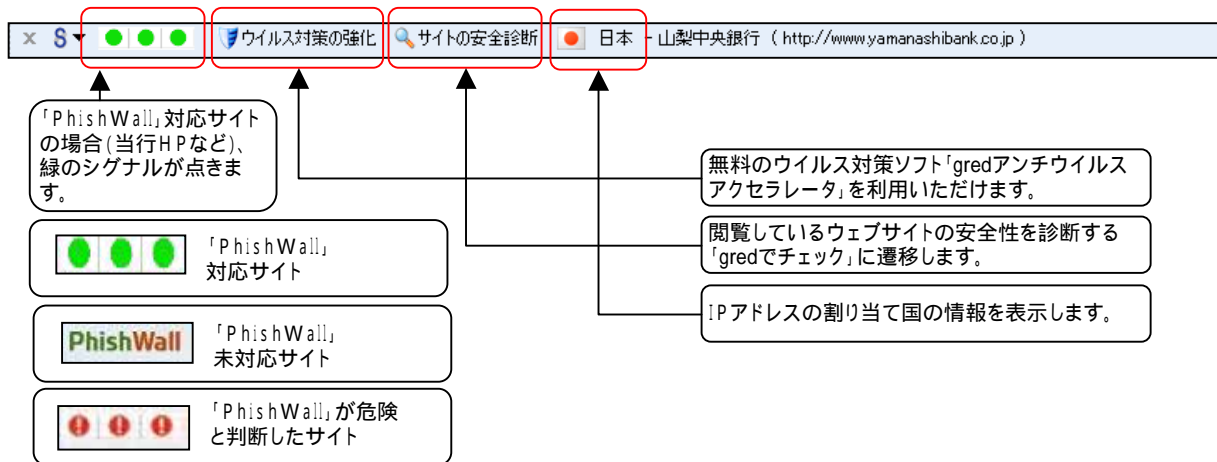 x S▼ ウイルス対策の強化 サイトの安全診断 日本 - 山梨中央銀行 ( http://www.yamanashibank.co.jp )
「PhishWall」対応サイト
の場合(当行HPなど)、
緑のシグナルが点きま
す。
無料のウイルス対策ソフト「gredアンチウイルス
アクセラレータ」を利用いただけます。
閲覧しているウェブサイトの安全性を診断する
「gredでチェック」に遷移します。
IPアドレスの割り当て国の情報を表示します。
「PhishWall」
対応サイト
PhishWall
「PhishWall」
未対応サイト
「PhishWall」が危険
と判断したサイト